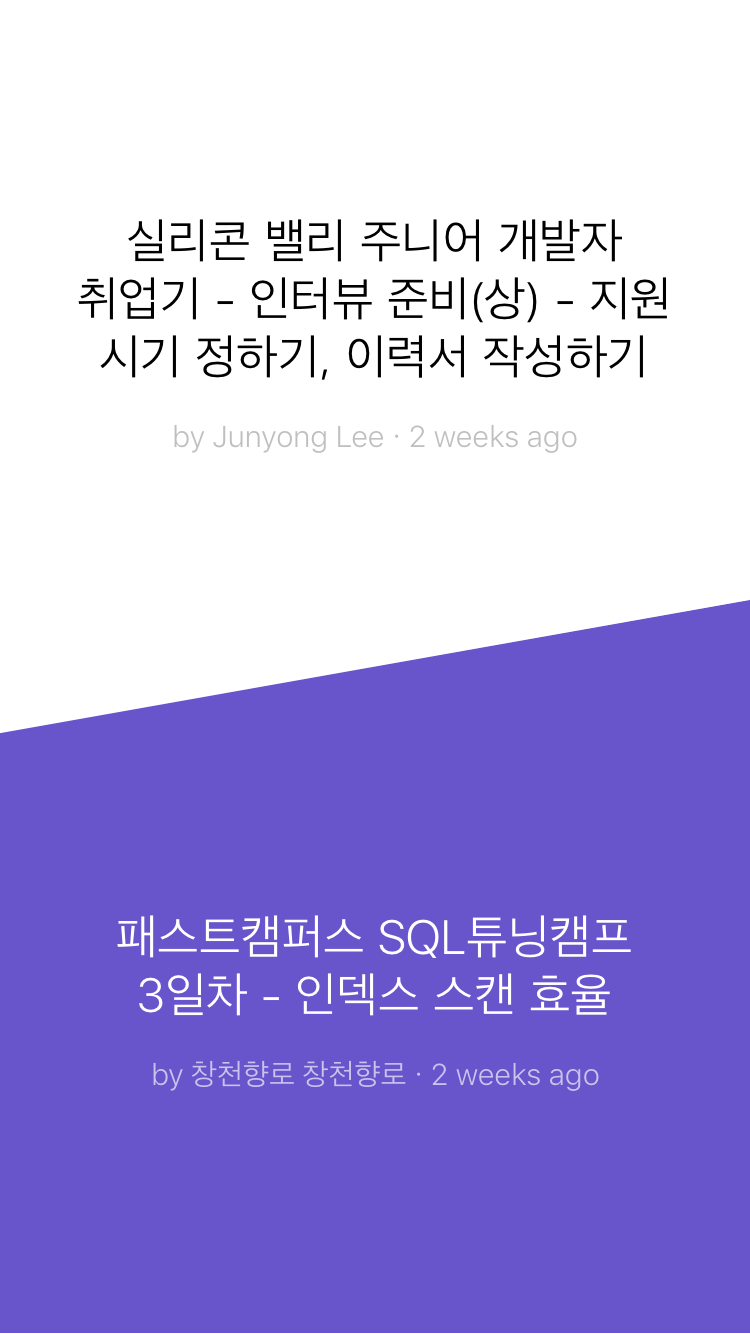 실리콘 밸리 주니어 개발자
취업기 - 인터뷰 준비(상) - 지원
시기 정하기, 이력서 작성하기
by Junyong Lee · 2 weeks ago
패스트캠퍼스 SQL튜닝캠프
3일차 - 인덱스 스캔 효율
by 창천향로 창천향로 · 2 weeks ago